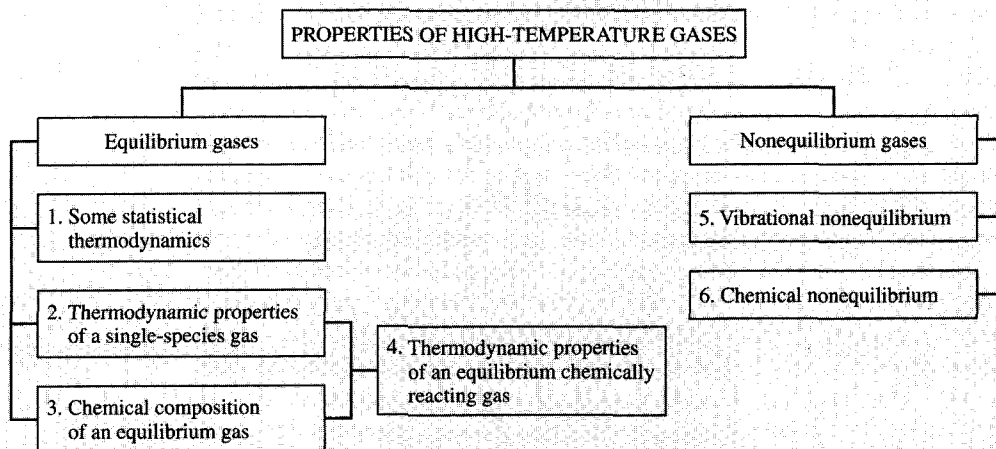 PROPERTIES OF HIGH-TEMPERATURE GASES
Equilibrium gases
Nonequilibrium gases
1. Some statistical
thermodynamics
5. Vibrational nonequilibrium
2. Thermodynamic properties
of a single-species gas
6. Chemical nonequilibrium
4. Thermodynamic properties
of an equilibrium chemically
reacting gas
3. Chemical composition
of an equilibrium gas